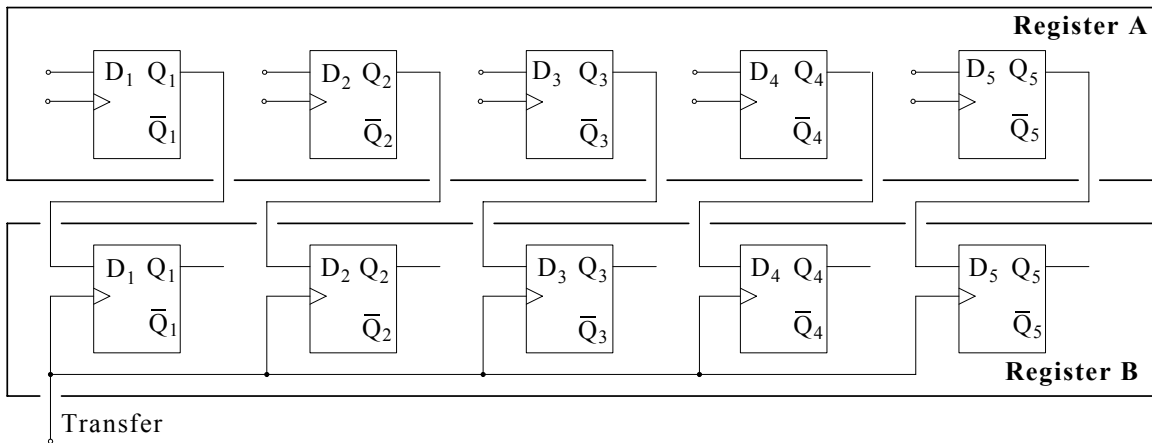 Register A
D₁ Q₁ D₂ Q₂ D₃ Q₃ D₄ Q₄ D₅ Q₅
Q̅₁ Q̅₂ Q̅₃ Q̅₄ Q̅₅
D₁ Q₁ D₂ Q₂ D₃ Q₃ D₄ Q₄ D₅ Q₅
Q̅₁ Q̅₂ Q̅₃ Q̅₄ Q̅₅
Register B
Transfer